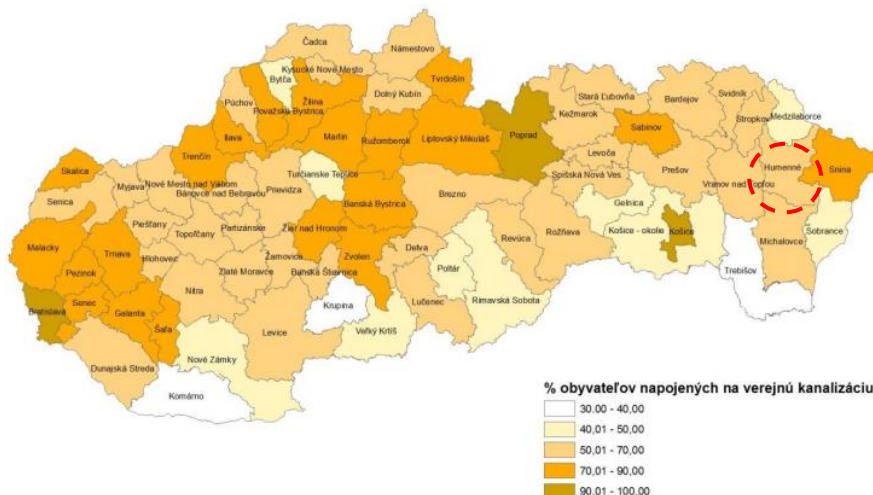 Čadca
Námestovo
Kysucké Nové Mesto
Bytča
Tvrdošín
Púchov
Žilina
Dolný Kubín
Považská Bystrica
Stará Ľubovňa
Bardejov
Svidník
Medzilaborce
Stropkov
Kežmarok
Ilava
Martin
Ružomberok
Liptovský Mikuláš
Poprad
Sabinov
Trenčín
Levoča
Prešov
Humenné
Snina
Skalica
Turčianske Teplice
Spišská Nová Ves
Vranov nad Topľou
Myjava
Nové Mesto nad Váhom
Bánovce nad Bebravou
Prievidza
Senica
Banská Bystrica
Brezno
Gelnica
Piešťany
Topoľčany
Partizánske
Žiar nad Hronom
Revúca
Rožňava
Košice - okolie
Košice
Sobrance
Malacky
Trnava
Hlohovec
Žarnovica
Zvolen
Detva
Michalovce
Pezinok
Zlaté Moravce
Banská Štiavnica
Poltár
Trebišov
Nitra
Bratislava
Senec
Galanta
Šaľa
Krupina
Lučenec
Rimavská Sobota
Levice
Veľký Krtíš
Nové Zámky
Dunajská Streda
Komárno
% obyvateľov napojených na verejnú kanalizáciu
30.00 - 40,00
40,01 - 50,00
50,01 - 70,00
70,01 - 90,00
90,01 - 100,00